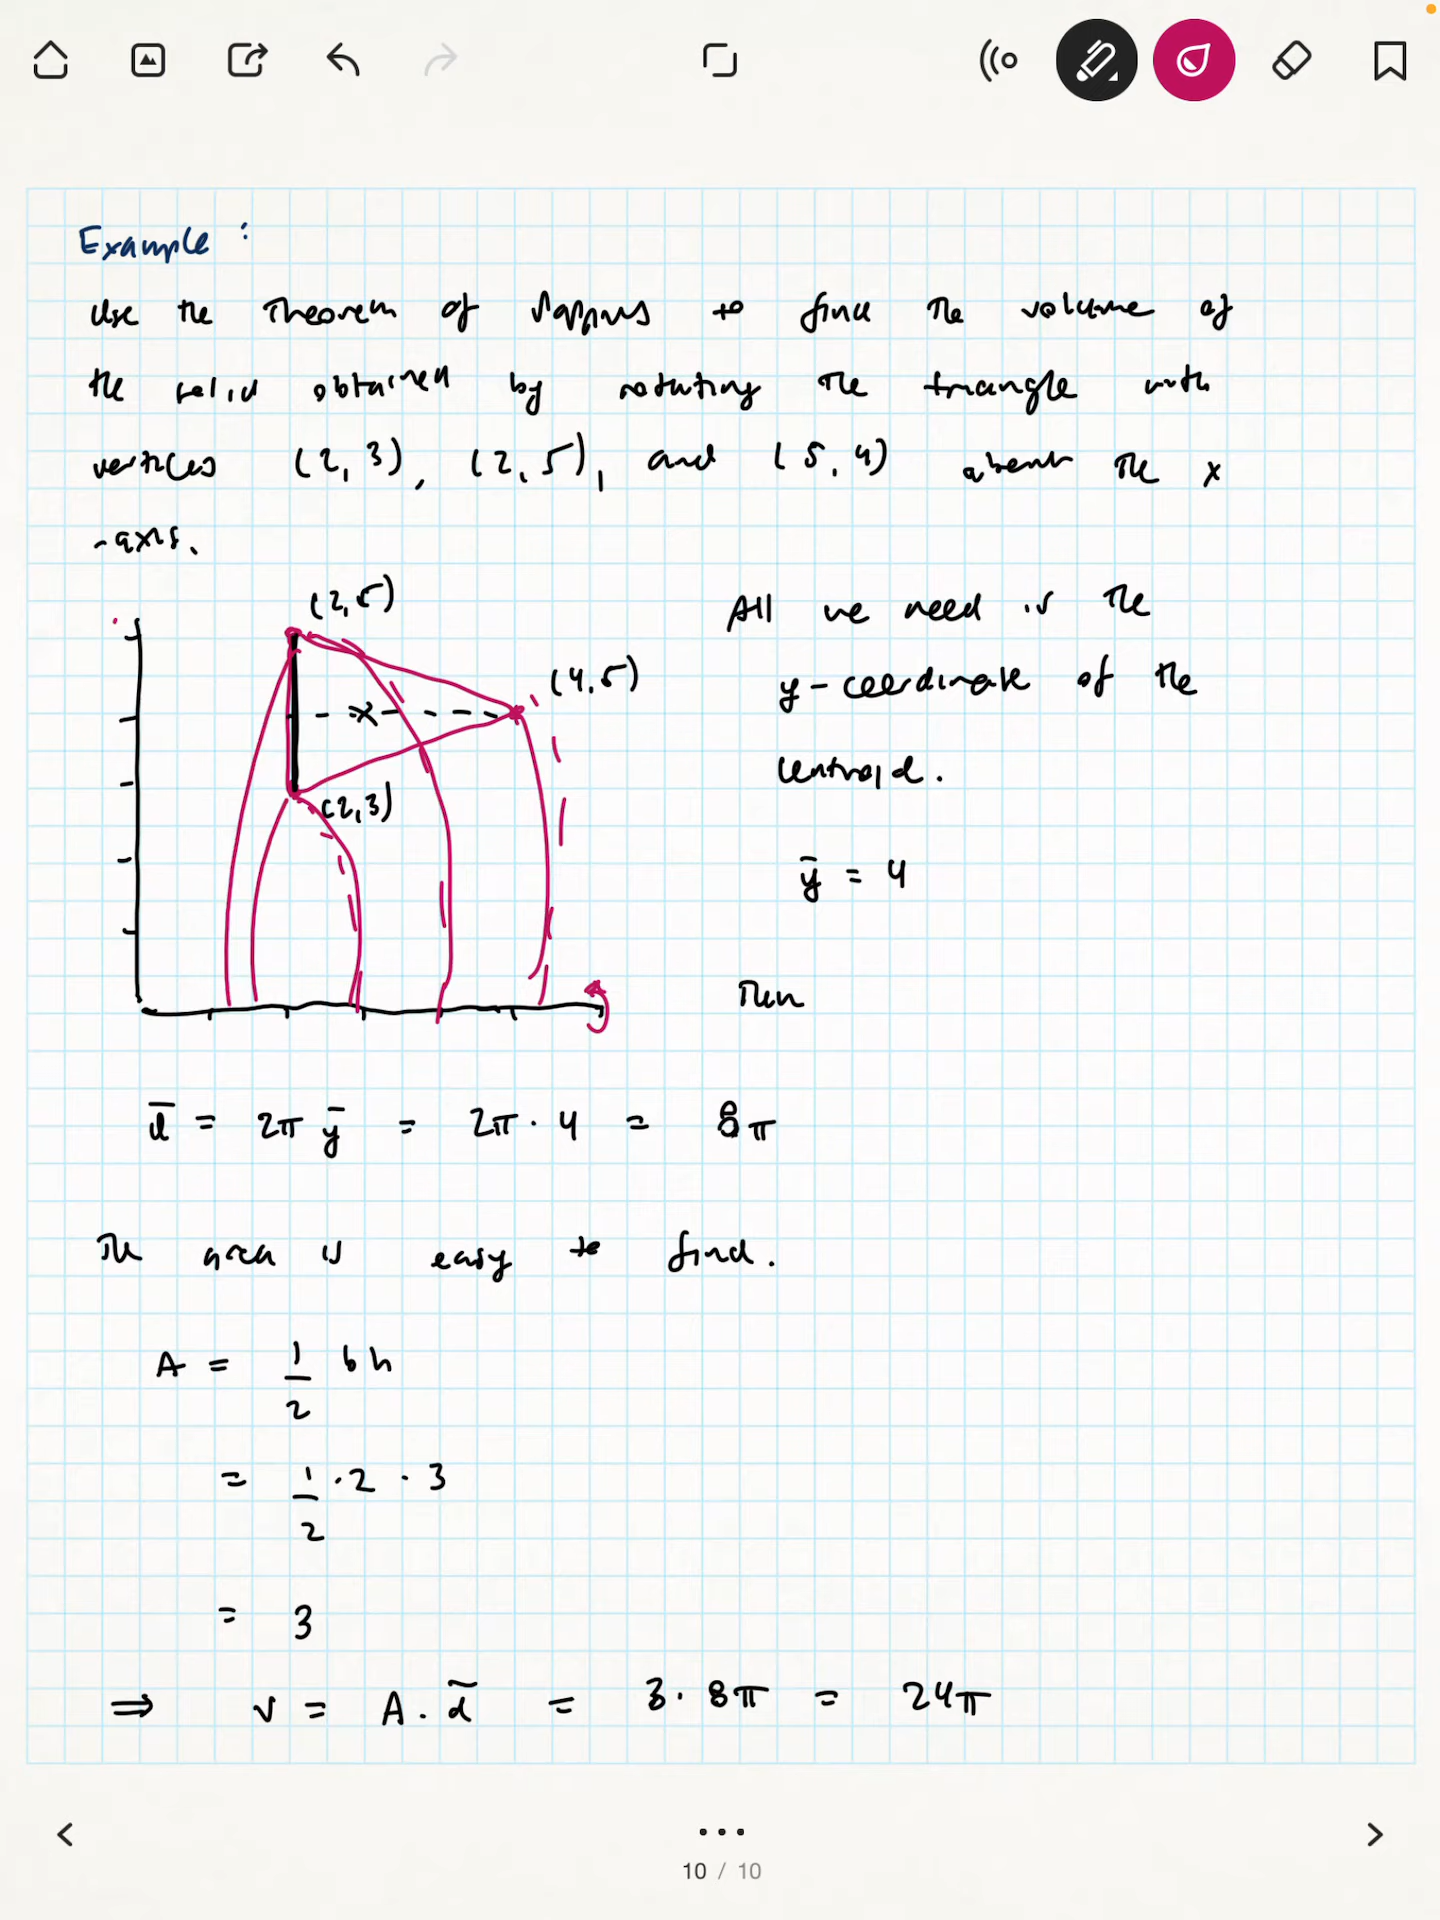 Example :
Use the Theorem of Pappus to find the volume of
the solid obtained by rotating the triangle with
vertices (2, 3), (2, 5), and (5, 4) about the x
-axis.
(2,5)
(4,5)
(2,3)
All we need is the
y-coordinate of the
centroid.
ȳ = 4
Then
d̄ = 2π ȳ = 2π · 4 = 8π
The area is easy to find.
A = 1/2 bh
= 1/2 · 2 · 3
= 3
⇒ V = A · d̄ = 3 · 8π = 24π
10 / 10